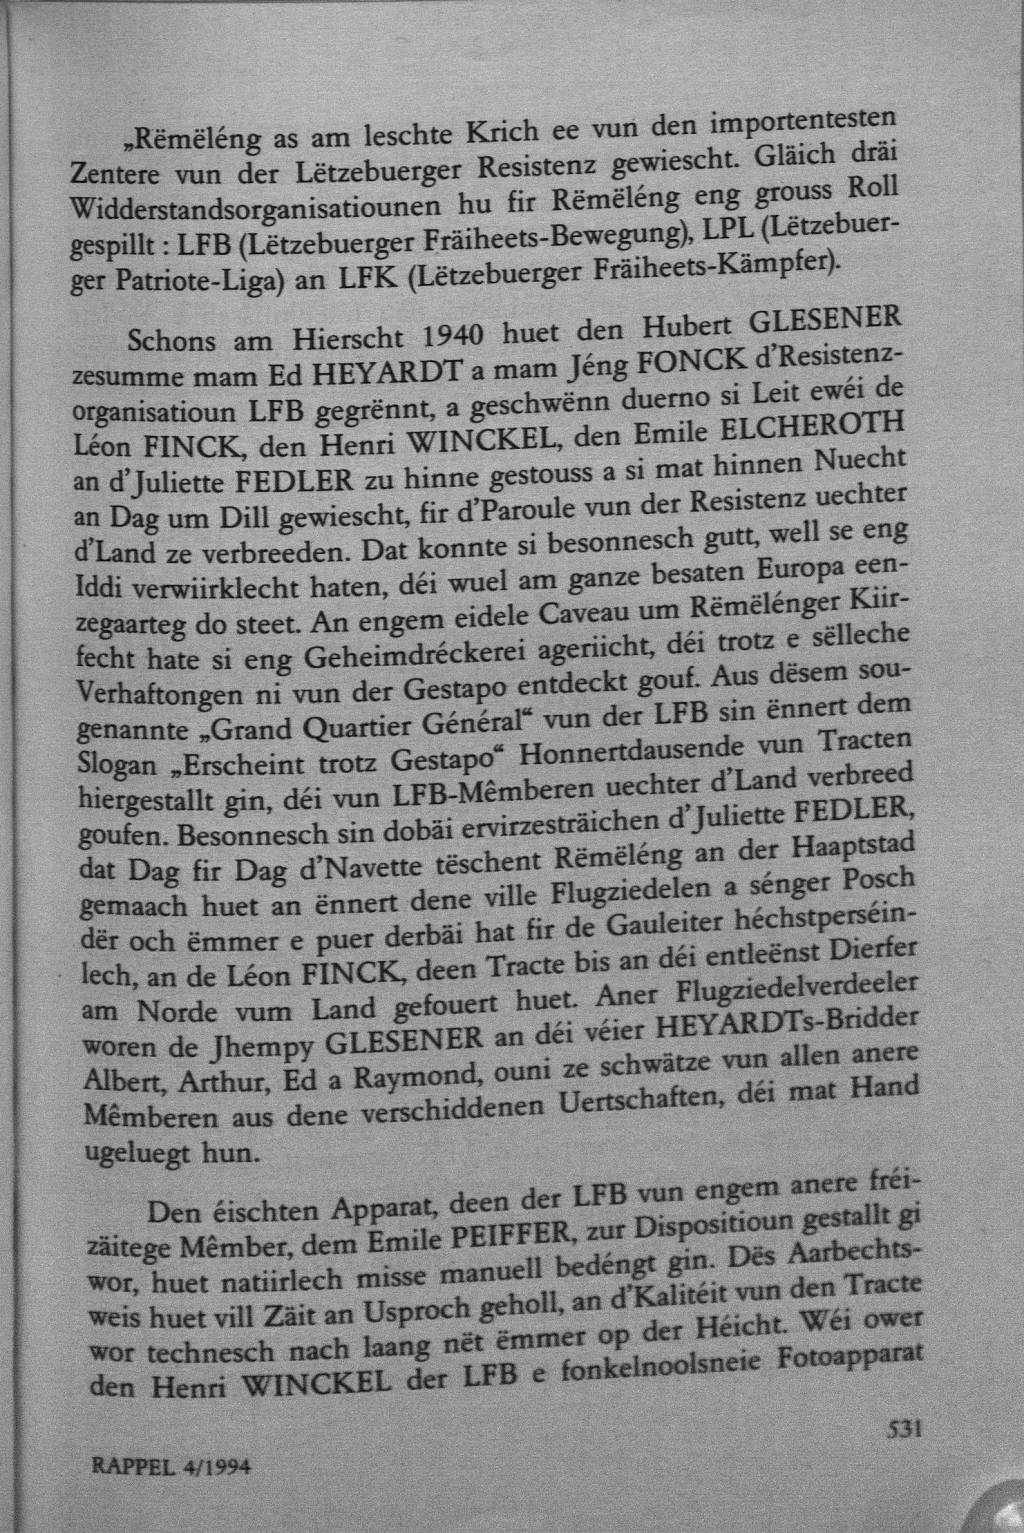 „Rëmëléng as am leschte Krich ee vun den importentesten
Zentere vun der Lëtzebuerger Resistenz gewiescht. Gläich dräi
Widderstandsorganisatiounen hu fir Rëmëléng eng grouss Roll
gespillt : LFB (Lëtzebuerger Fräiheets-Bewegung), LPL (Lëtzebuer-
ger Patriote-Liga) an LFK (Lëtzebuerger Fräiheets-Kämpfer).
Schons am Hierscht 1940 huet den Hubert GLESENER
zesumme mam Ed HEYARDT a mam Jéng FONCK d'Resistenz-
organisatioun LFB gegrënnt, a geschwënn duerno si Leit ewéi de
Léon FINCK, den Henri WINCKEL, den Emile ELCHEROTH
an d'Juliette FEDLER zu hinne gestouss a si mat hinnen Nuecht
an Dag um Dill gewiescht, fir d'Paroule vun der Resistenz uechter
d'Land ze verbreeden. Dat konnte si besonnesch gutt, well se eng
Iddi verwiirklecht haten, déi wuel am ganze besaten Europa een-
zegaarteg do steet. An engem eidele Caveau um Rëmëlénger Kiir-
fecht hate si eng Geheimdréckerei ageriicht, déi trotz e sëlleche
Verhaftongen ni vun der Gestapo entdeckt gouf. Aus dësem sou-
genannte „Grand Quartier Général“ vun der LFB sin ënnert dem
Slogan „Erscheint trotz Gestapo“ Honnertdausende vun Tracten
hiergestallt gin, déi vun LFB-Mêmberen uechter d'Land verbreed
goufen. Besonnesch sin dobäi ervirzesträichen d'Juliette FEDLER,
dat Dag fir Dag d'Navette tëschent Rëmëléng an der Haaptstad
gemaach huet an ënnert dene ville Flugziedelen a sénger Posch
dër och ëmmer e puer derbäi hat fir de Gauleiter héchstperséin-
lech, an de Léon FINCK, deen Tracte bis an déi entleënst Dierfer
am Norde vum Land gefouert huet. Aner Flugziedelverdeeler
woren de Jhempy GLESENER an déi véier HEYARDTs-Bridder
Albert, Arthur, Ed a Raymond, ouni ze schwätze vun allen anere
Mêmberen aus dene verschiddenen Uertschaften, déi mat Hand
ugeluegt hun.
Den éischten Apparat, deen der LFB vun engem anere fréi-
zäitege Mêmber, dem Emile PEIFFER, zur Dispositioun gestallt gi
wor, huet natiirlech misse manuell bedéngt gin. Dës Aarbechts-
weis huet vill Zäit an Usproch geholl, an d'Kalitéit vun den Tracte
wor technesch nach laang nët ëmmer op der Héicht. Wéi ower
den Henri WINCKEL der LFB e fonkelnoolsneie Fotoapparat
531
RAPPEL 4/1994